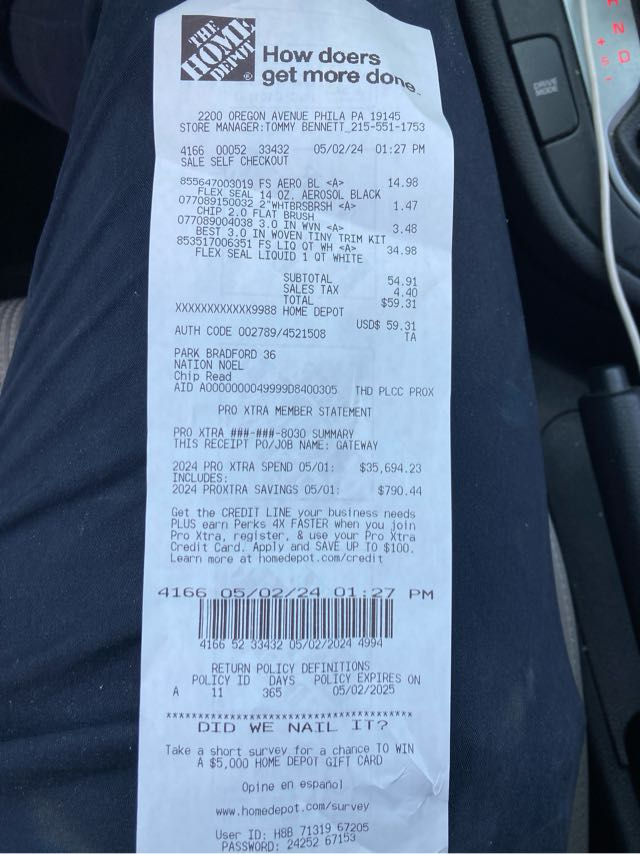 THE
HOME
DEPOT
How doers
get more done.
2200 OREGON AVENUE PHILA PA 19145
STORE MANAGER:TOMMY BENNETT 215-551-1753
4166 00052 33432 05/02/24 01:27 PM
SALE SELF CHECKOUT
855647003019 FS AERO BL <A> 14.98
FLEX SEAL 14 OZ. AEROSOL BLACK
077089150032 2"WHTBRSBRSH <A> 1.47
CHIP 2.0 FLAT BRUSH
077089004038 3.0 IN WVN <A> 3.48
BEST 3.0 IN WOVEN TINY TRIM KIT
853517006351 FS LIQ QT WH <A> 34.98
FLEX SEAL LIQUID 1 QT WHITE
SUBTOTAL 54.91
SALES TAX 4.40
TOTAL $59.31
XXXXXXXXXXXX9988 HOME DEPOT
USD$ 59.31
AUTH CODE 002789/4521508 TA
PARK BRADFORD 36
NATION NOEL
Chip Read
AID A0000000049999D8400305 THD PLCC PROX
PRO XTRA MEMBER STATEMENT
PRO XTRA ###-###-8030 SUMMARY
THIS RECEIPT PO/JOB NAME: GATEWAY
2024 PRO XTRA SPEND 05/01: $35,694.23
INCLUDES:
2024 PROXTRA SAVINGS 05/01: $790.44
Get the CREDIT LINE your business needs
PLUS earn Perks 4X FASTER when you join
Pro Xtra, register, & use your Pro Xtra
Credit Card. Apply and SAVE UP TO $100.
Learn more at homedepot.com/credit
4166 05/02/24 01:27 PM
4166 52 33432 05/02/2024 4994
RETURN POLICY DEFINITIONS
POLICY ID DAYS POLICY EXPIRES ON
A 11 365 05/02/2025
DID WE NAIL IT?
Take a short survey for a chance TO WIN
A $5,000 HOME DEPOT GIFT CARD
Opine en español
www.homedepot.com/survey
User ID: H8B 71319 67205
PASSWORD: 24252 67153
DRIVE
MODE
N
D
+
S
-